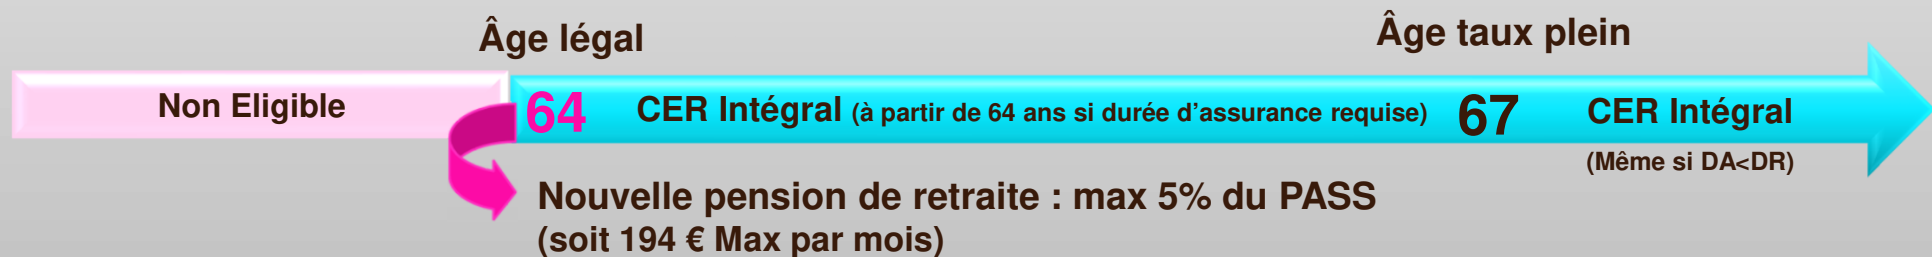 Âge légal
Âge taux plein
Non Eligible
64
CER Intégral (à partir de 64 ans si durée d’assurance requise)
67
CER Intégral
(Même si DA<DR)
Nouvelle pension de retraite : max 5% du PASS
(soit 194 € Max par mois)